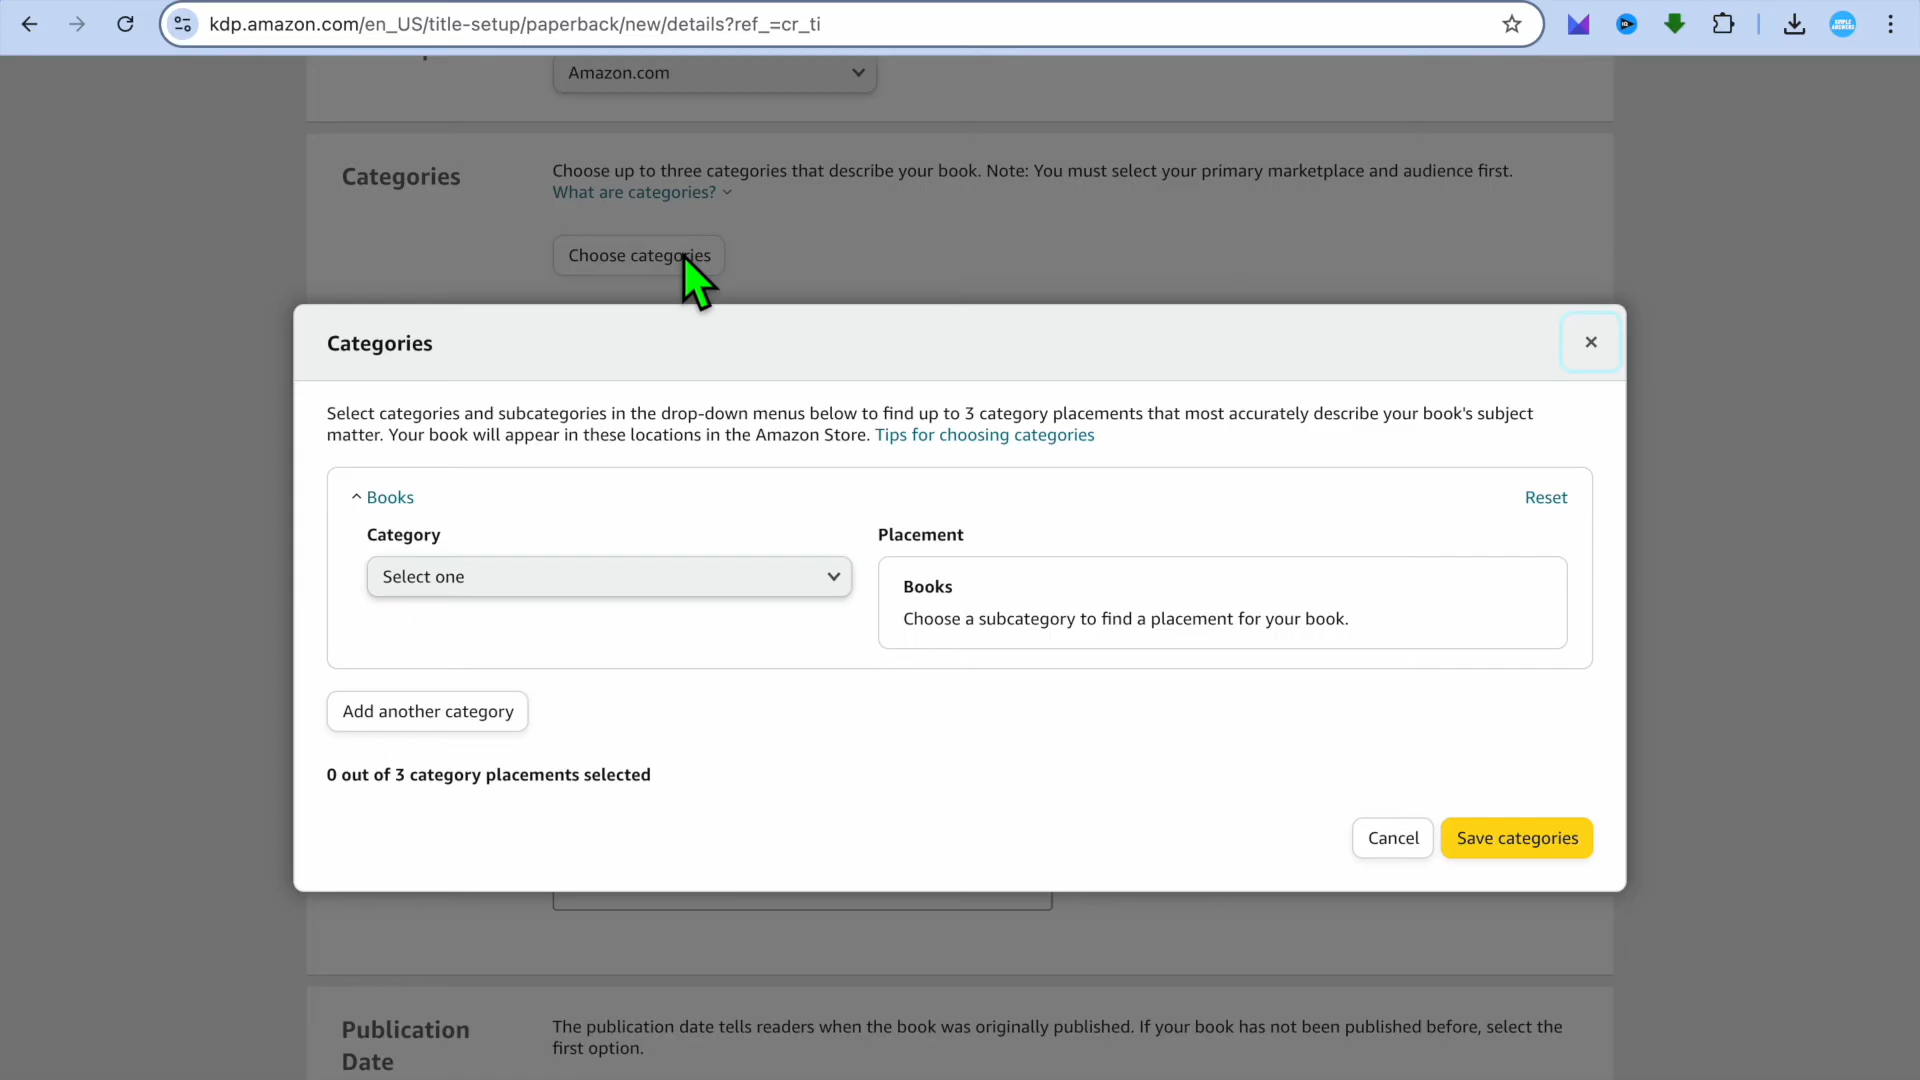 kdp.amazon.com/en_US/title-setup/paperback/new/details?ref_=cr_ti
Amazon.com
Categories
Choose up to three categories that describe your book. Note: You must select your primary marketplace and audience first.
What are categories?
Choose categories
Categories
Select categories and subcategories in the drop-down menus below to find up to 3 category placements that most accurately describe your book's subject
matter. Your book will appear in these locations in the Amazon Store. Tips for choosing categories
Books
Reset
Category
Placement
Select one
Books
Choose a subcategory to find a placement for your book.
Add another category
0 out of 3 category placements selected
Cancel
Save categories
Publication
Date
The publication date tells readers when the book was originally published. If your book has not been published before, select the
first option.